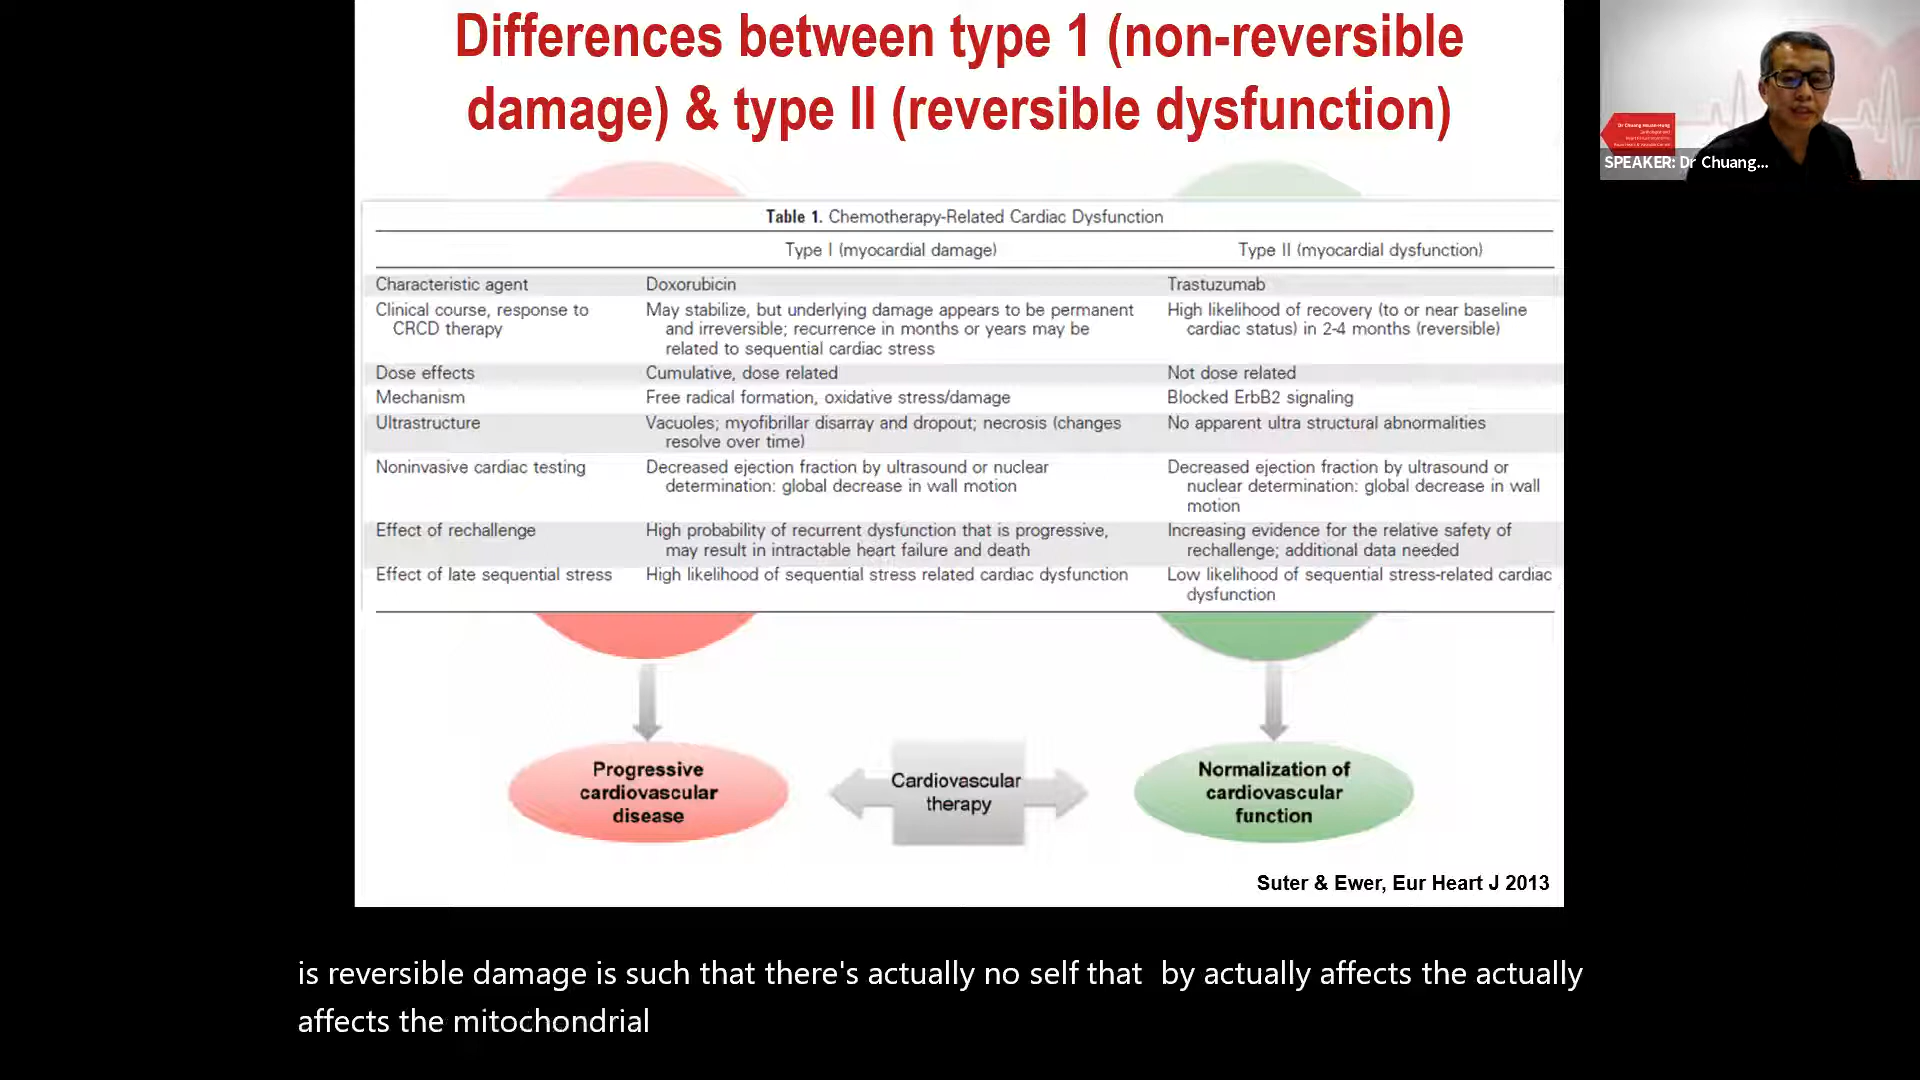 Differences between type 1 (non-reversible
damage) & type II (reversible dysfunction)
Table 1. Chemotherapy-Related Cardiac Dysfunction
Type I (myocardial damage)
Type II (myocardial dysfunction)
Characteristic agent
Doxorubicin
Trastuzumab
Clinical course, response to
CRCD therapy
May stabilize, but underlying damage appears to be permanent
and irreversible; recurrence in months or years may be
related to sequential cardiac stress
High likelihood of recovery (to or near baseline
cardiac status) in 2-4 months (reversible)
Dose effects
Cumulative, dose related
Not dose related
Mechanism
Free radical formation, oxidative stress/damage
Blocked ErbB2 signaling
Ultrastructure
Vacuoles; myofibrillar disarray and dropout; necrosis (changes
resolve over time)
No apparent ultra structural abnormalities
Noninvasive cardiac testing
Decreased ejection fraction by ultrasound or nuclear
determination: global decrease in wall motion
Decreased ejection fraction by ultrasound or
nuclear determination: global decrease in wall
motion
Effect of rechallenge
High probability of recurrent dysfunction that is progressive,
may result in intractable heart failure and death
Increasing evidence for the relative safety of
rechallenge; additional data needed
Effect of late sequential stress
High likelihood of sequential stress related cardiac dysfunction
Low likelihood of sequential stress-related cardiac
dysfunction
Progressive
cardiovascular
disease
Cardiovascular
therapy
Normalization of
cardiovascular
function
Suter & Ewer, Eur Heart J 2013
SPEAKER: Dr Chuang...
is reversible damage is such that there's actually no self that  by actually affects the actually
affects the mitochondrial